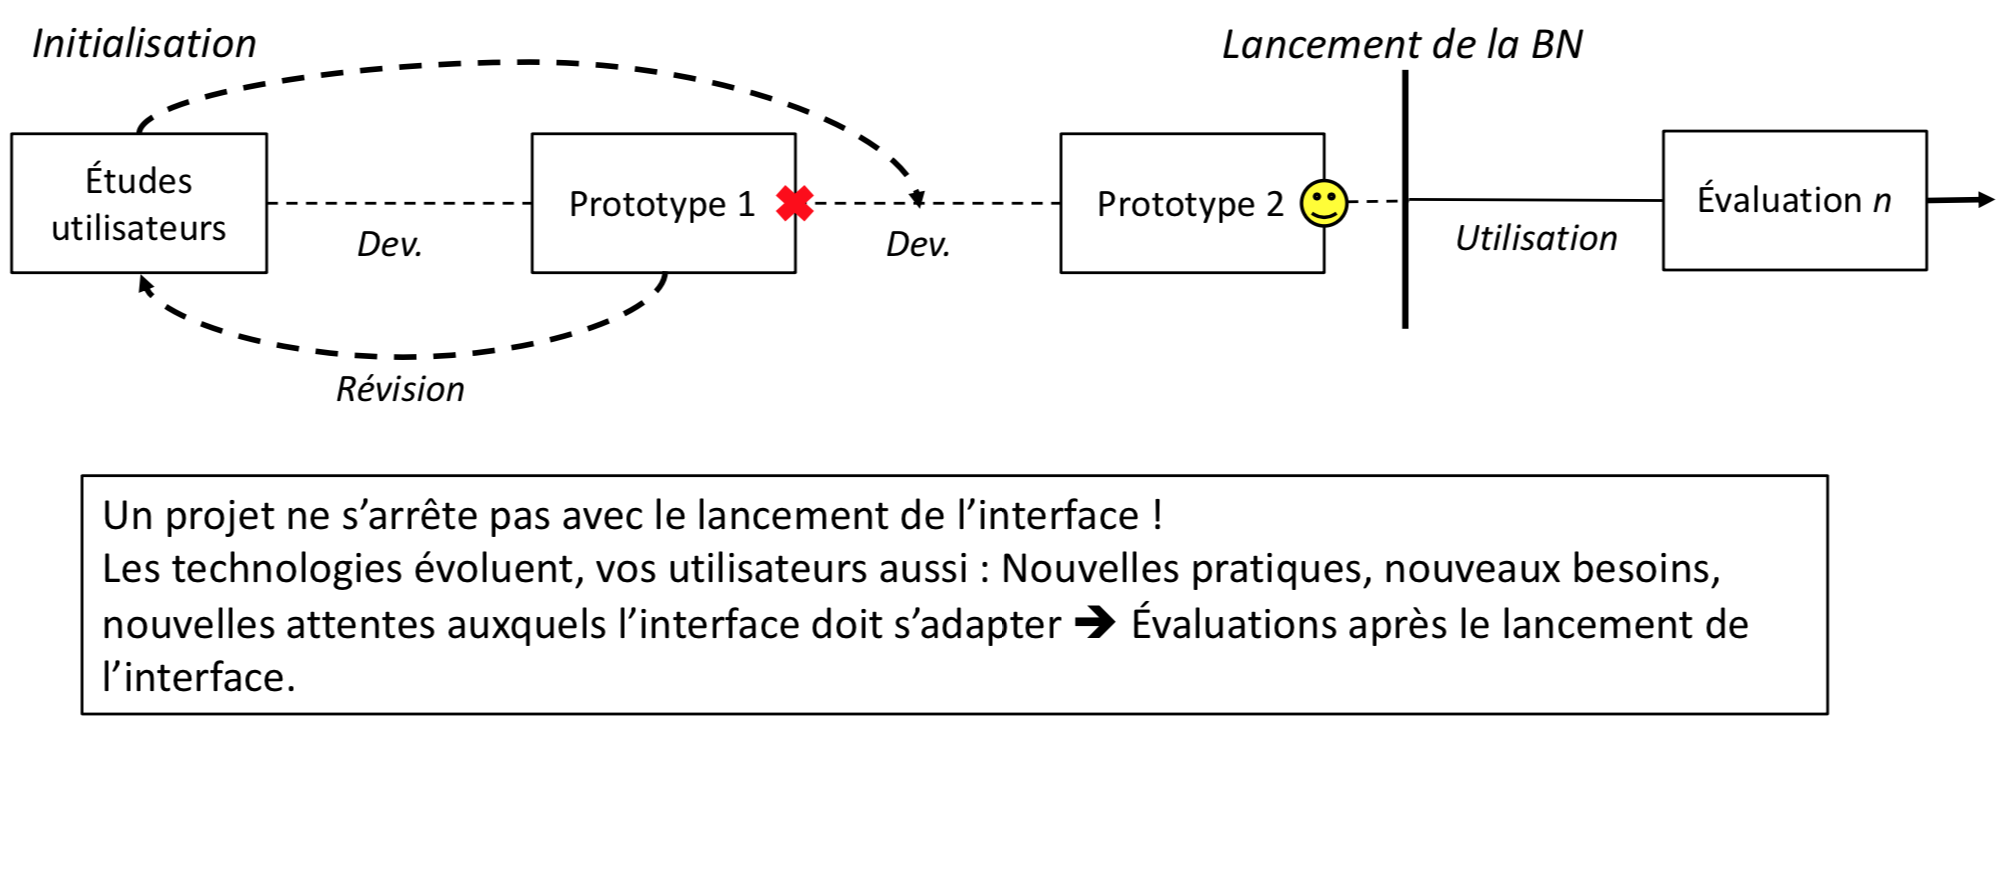 Initialisation
Lancement de la BN
Études
utilisateurs
Dev.
Prototype 1
Dev.
Prototype 2
Utilisation
Évaluation n
Révision
Un projet ne s’arrête pas avec le lancement de l’interface !
Les technologies évoluent, vos utilisateurs aussi : Nouvelles pratiques, nouveaux besoins,
nouvelles attentes auxquels l’interface doit s’adapter ➔ Évaluations après le lancement de
l’interface.